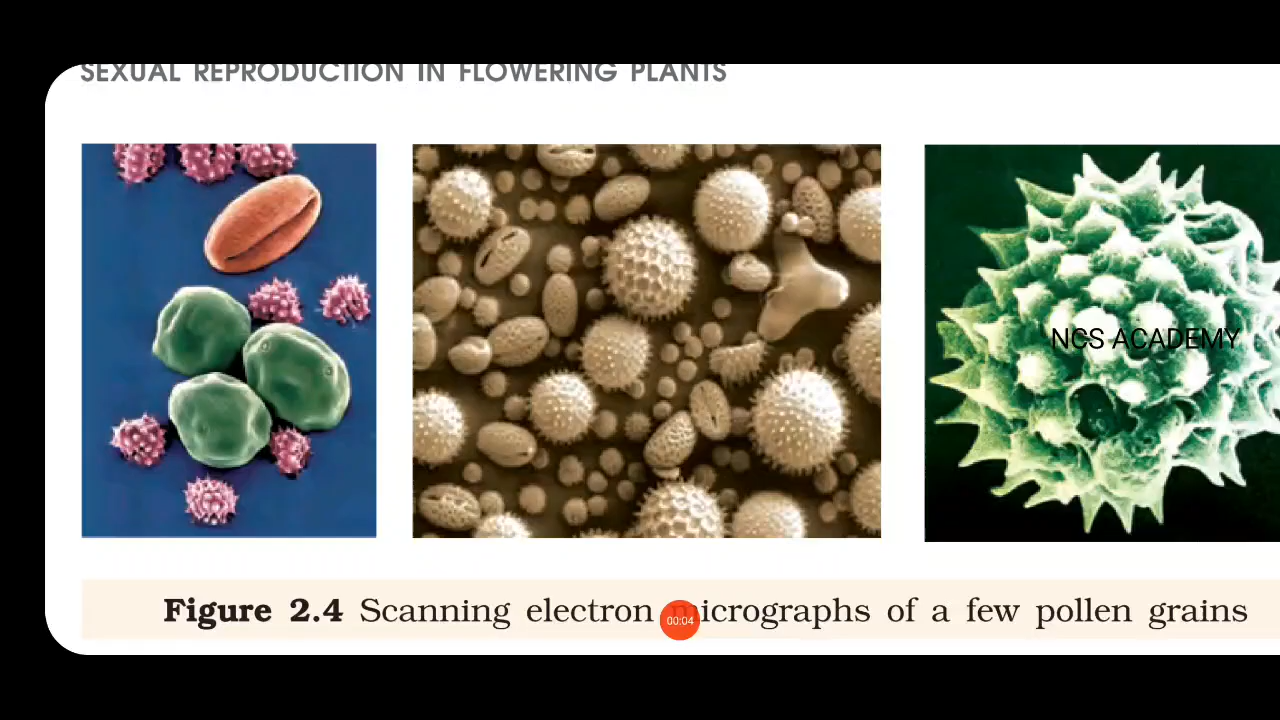 SEXUAL REPRODUCTION IN FLOWERING PLANTS
NCS ACADEMY
Figure 2.4 Scanning electron micrographs of a few pollen grains
00:04